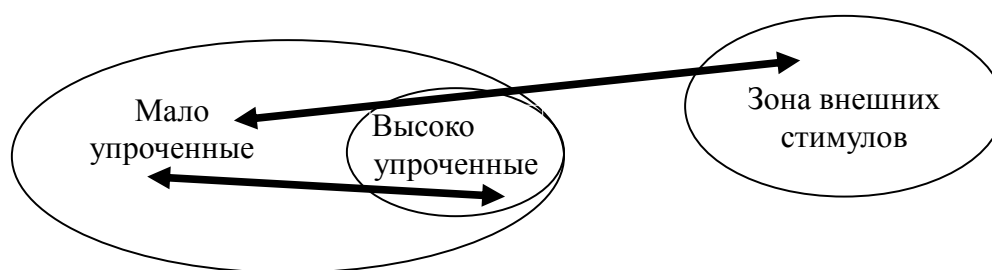 Мало
упроченные
Высоко
упроченные
Зона внешних
стимулов